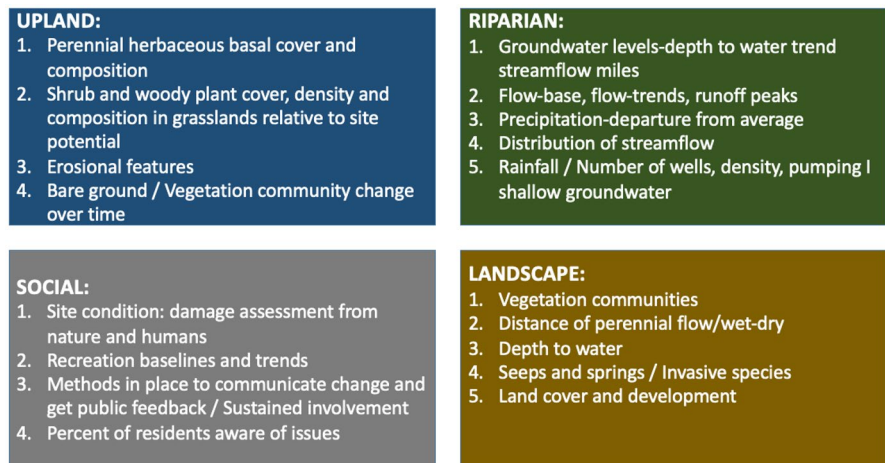 UPLAND:
1. Perennial herbaceous basal cover and
composition
2. Shrub and woody plant cover, density and
composition in grasslands relative to site
potential
3. Erosional features
4. Bare ground / Vegetation community change
over time
RIPARIAN:
1. Groundwater levels-depth to water trend
streamflow miles
2. Flow-base, flow-trends, runoff peaks
3. Precipitation-departure from average
4. Distribution of streamflow
5. Rainfall / Number of wells, density, pumping I
shallow groundwater
SOCIAL:
1. Site condition: damage assessment from
nature and humans
2. Recreation baselines and trends
3. Methods in place to communicate change and
get public feedback / Sustained involvement
4. Percent of residents aware of issues
LANDSCAPE:
1. Vegetation communities
2. Distance of perennial flow/wet-dry
3. Depth to water
4. Seeps and springs / Invasive species
5. Land cover and development